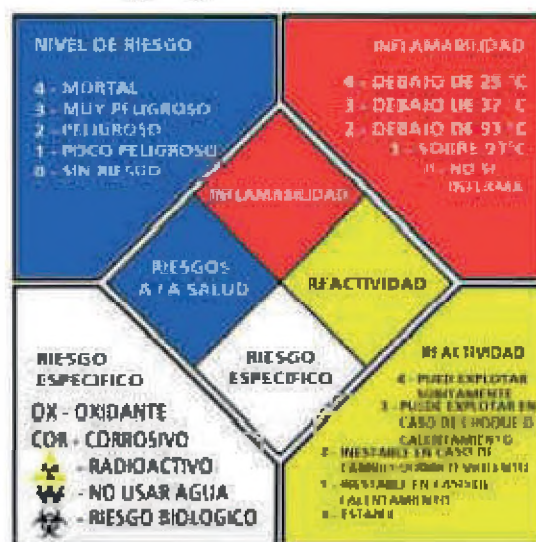 NIVEL DE RIESGO
4 - MORTAL
3 - MUY PELIGROSO
2 - PELIGROSO
1 - POCO PELIGROSO
0 - SIN RIESGO
INFLAMABILIDAD
4 - DEBAJO DE 25 °C
3 - DEBAJO DE 37 °C
2 - DEBAJO DE 93 °C
1 - SOBRE 93 °C
0 - NO SE
INFLAMA
INFLAMABILIDAD
RIESGOS
A LA SALUD
REACTIVIDAD
RIESGO
ESPECIFICO
RIESGO
ESPECIFICO
OX - OXIDANTE
COR - CORROSIVO
- RADIOACTIVO
W - NO USAR AGUA
- RIESGO BIOLOGICO
REACTIVIDAD
4 - PUEDE EXPLOTAR
SUBITAMENTE
3 - PUEDE EXPLOTAR EN
CASO DE CHOQUE O
CALENTAMIENTO
2 - INESTABLE EN CASO DE
CAMBIO QUIMICO VIOLENTO
1 - INESTABLE EN CASO DE
CALENTAMIENTO
0 - ESTABLE